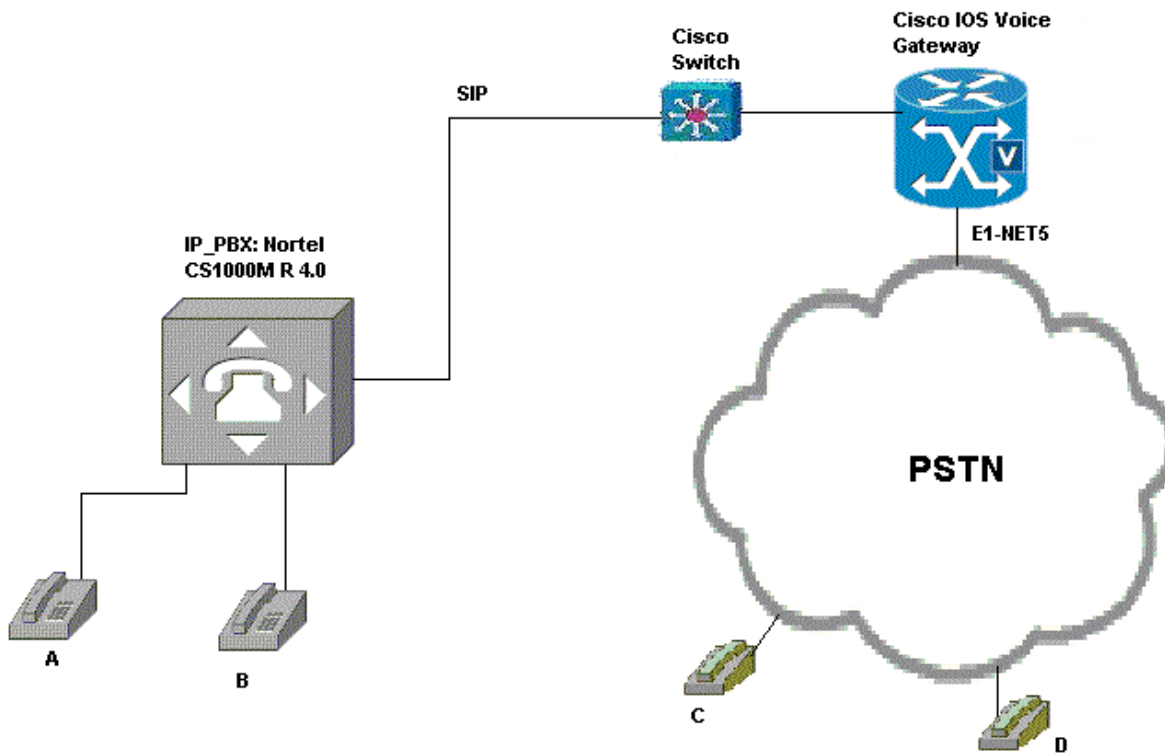 Cisco IOS Voice
Gateway
Cisco
Switch
SIP
V
E1-NET5
IP_PBX: Nortel
CS1000M R 4.0
PSTN
A
B
C
D